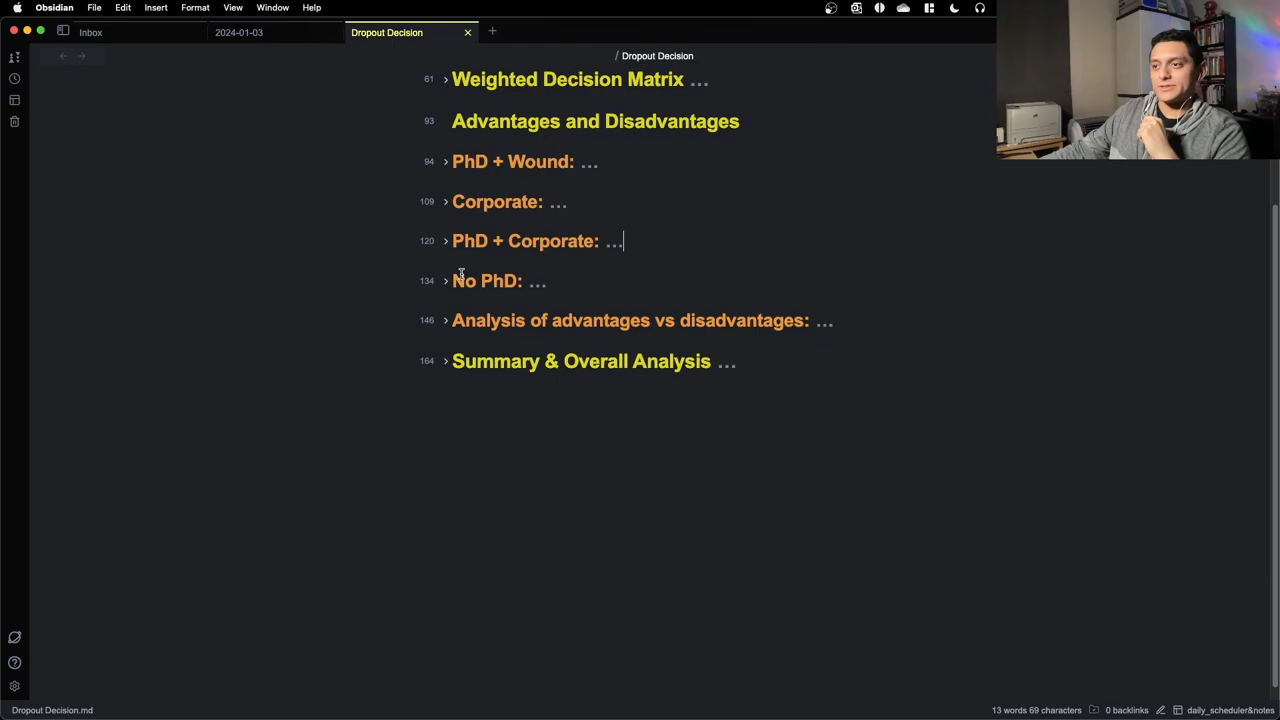 Obsidian File Edit Insert Format View Window Help
Inbox 2024-01-03 Dropout Decision
/ Dropout Decision
61 Weighted Decision Matrix ...
93 Advantages and Disadvantages
94 PhD + Wound: ...
109 Corporate: ...
120 PhD + Corporate: ...
134 No PhD: ...
146 Analysis of advantages vs disadvantages: ...
164 Summary & Overall Analysis ...
Dropout Decision.md 13 words 69 characters 0 backlinks daily_scheduler&notes